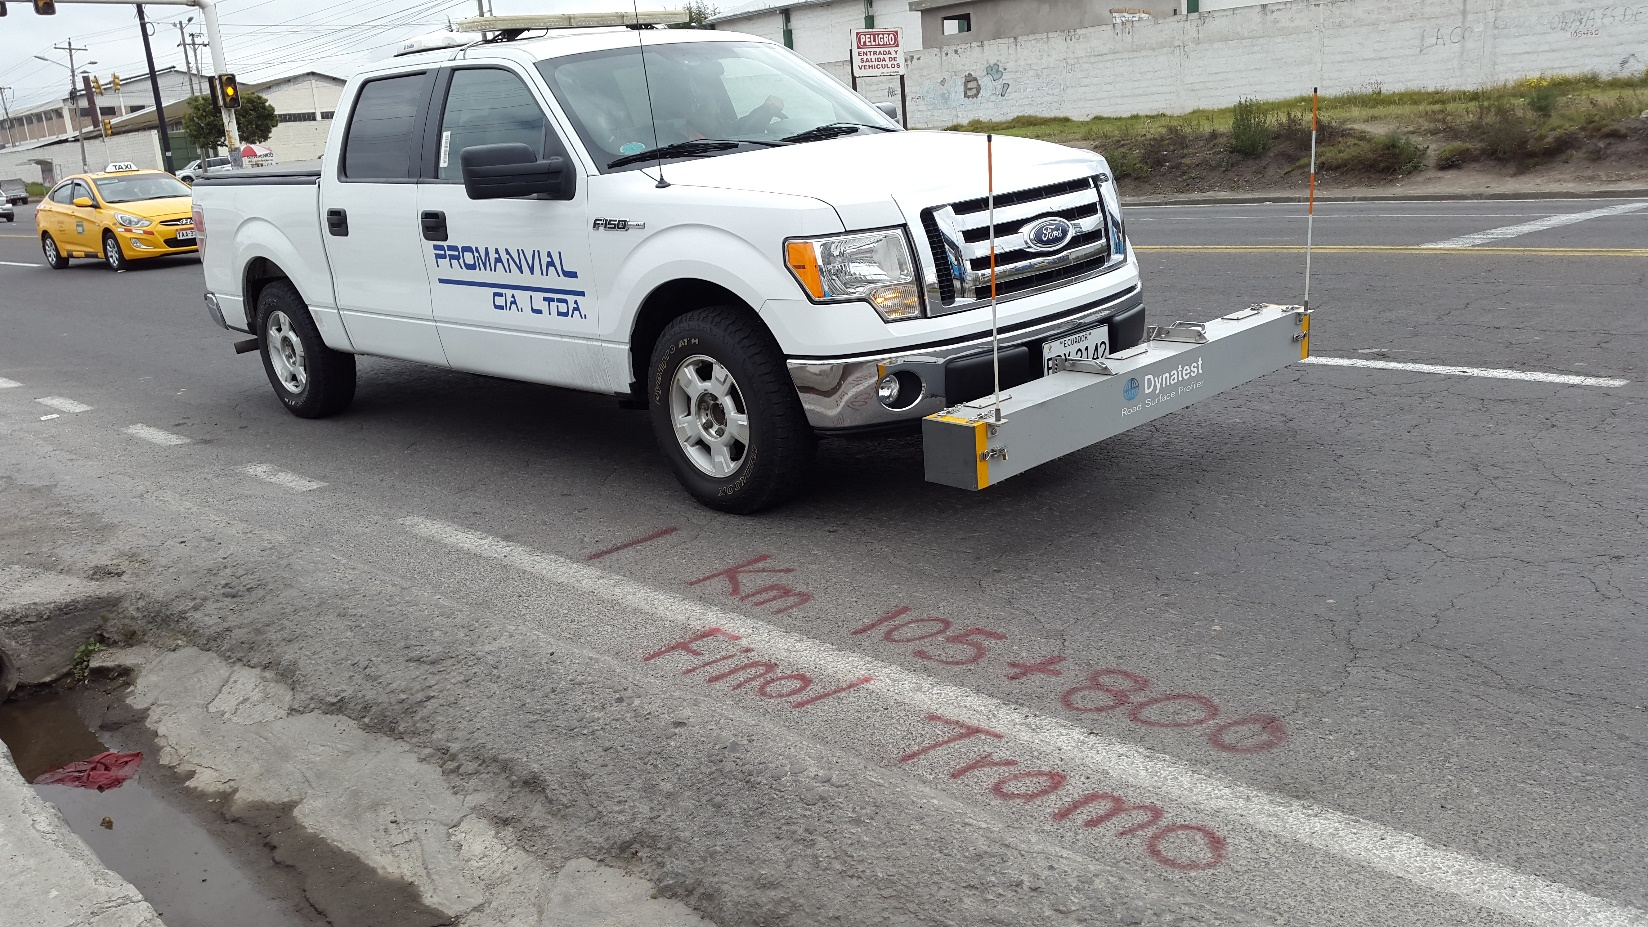 PELIGRO
ENTRADA Y
SALIDA DE
VEHICULOS
TAXI
F150
Ford
PROMANVIAL
CIA. LTDA.
ECUADOR
Dynatest
Road Surface Profiler
Km 105+800
Final Tramo